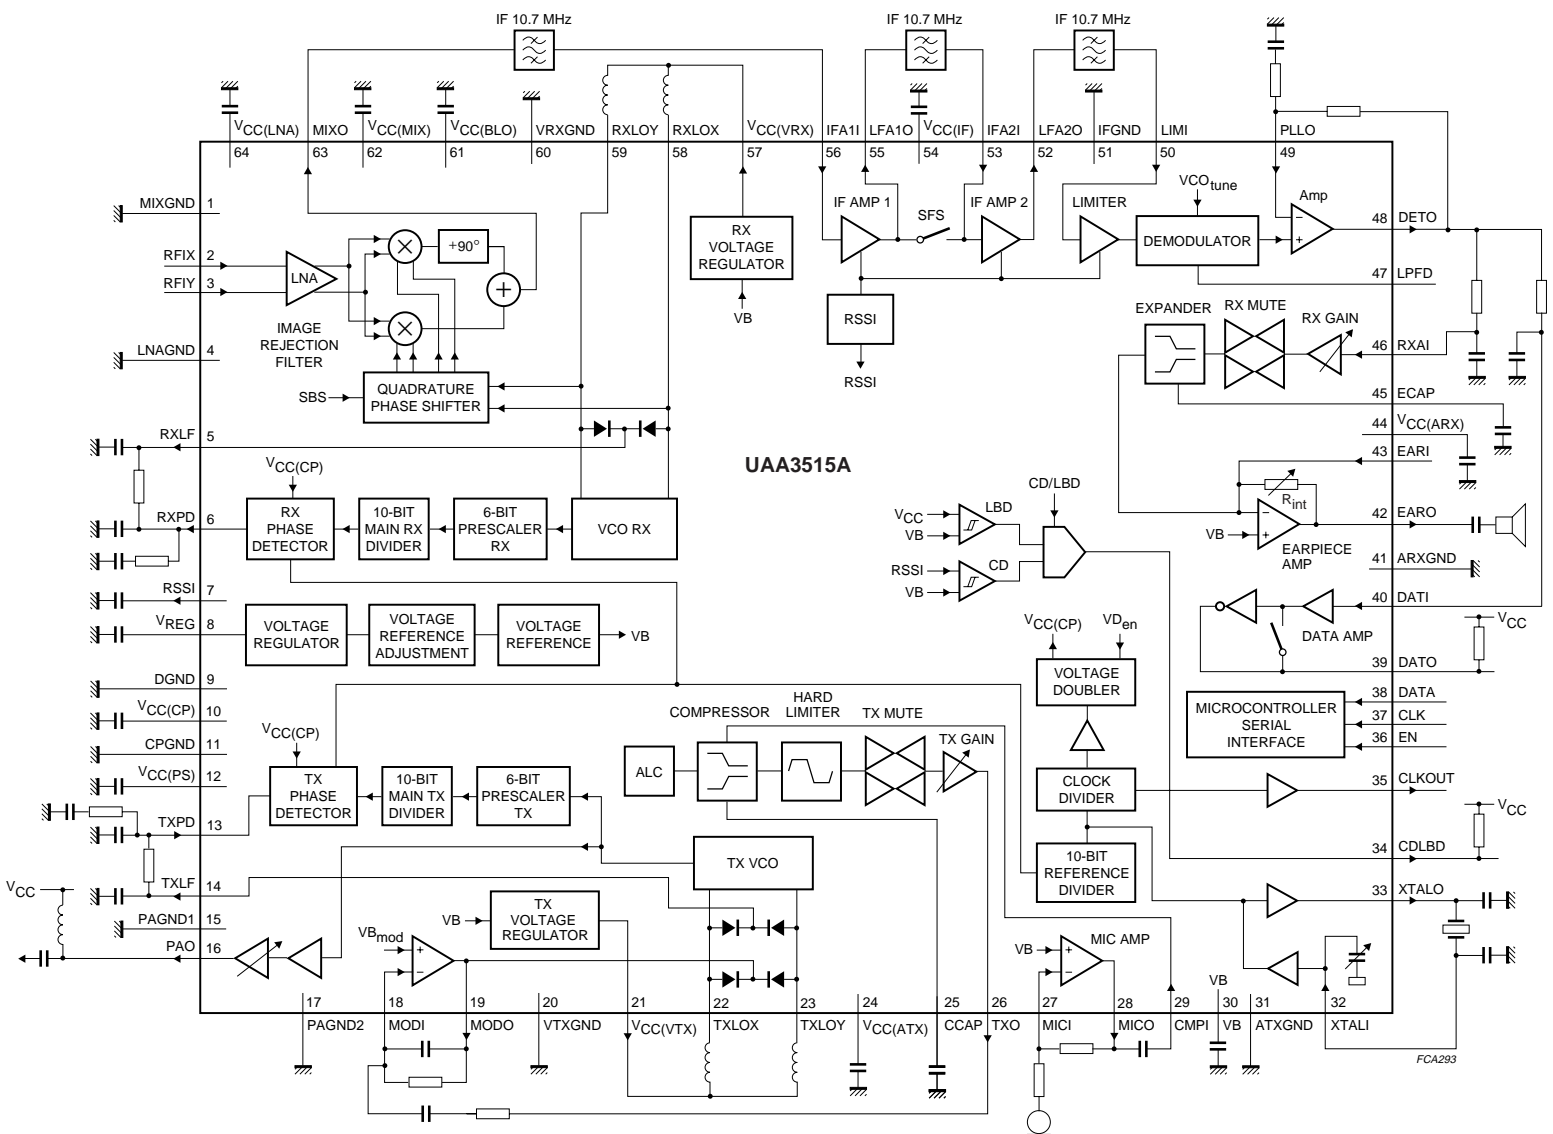 IF 10.7 MHz IF 10.7 MHz IF 10.7 MHz
VCC(LNA) MIXO VCC(MIX) VCC(BLO) VRXGND RXLOY RXLOX VCC(VRX) IFA1I LFA1O VCC(IF) IFA2I LFA2O IFGND LIMI PLLO
64 63 62 61 60 59 58 57 56 55 54 53 52 51 50 49
MIXGND 1
RFIX 2
RFIY 3
LNAGND 4
RXLF 5
RXPD 6
RSSI 7
VREG 8
DGND 9
VCC(CP) 10
CPGND 11
VCC(PS) 12
TXPD 13
TXLF 14
PAGND1 15
PAO 16
VCC
LNA
+90°
IMAGE
REJECTION
FILTER
SBS
QUADRATURE
PHASE SHIFTER
RX
VOLTAGE
REGULATOR
VB
IF AMP 1
SFS
IF AMP 2
LIMITER
RSSI
RSSI
VCOtune
DEMODULATOR
Amp
− +
48 DETO
47 LPFD
46 RXAI
45 ECAP
44 VCC(ARX)
43 EARI
42 EARO
41 ARXGND
40 DATI
39 DATO
38 DATA
37 CLK
36 EN
35 CLKOUT
34 CDLBD
33 XTALO
VCC
VCC
EXPANDER
RX MUTE
RX GAIN
Rint
VB
− +
EARPIECE
AMP
DATA AMP
MICROCONTROLLER
SERIAL
INTERFACE
UAA3515A
VCC(CP)
RX
PHASE
DETECTOR
10-BIT
MAIN RX
DIVIDER
6-BIT
PRESCALER
RX
VCO RX
CD/LBD
VCC
VB
LBD
RSSI
VB
CD
VOLTAGE
REGULATOR
VOLTAGE
REFERENCE
ADJUSTMENT
VOLTAGE
REFERENCE
VB
VCC(CP)
VDen
VOLTAGE
DOUBLER
CLOCK
DIVIDER
10-BIT
REFERENCE
DIVIDER
COMPRESSOR
HARD
LIMITER
TX MUTE
TX GAIN
ALC
VCC(CP)
TX
PHASE
DETECTOR
10-BIT
MAIN TX
DIVIDER
6-BIT
PRESCALER
TX
TX VCO
VB
TX
VOLTAGE
REGULATOR
VBmod
+ −
VB
+ −
MIC AMP
VB
17 18 19 20 21 22 23 24 25 26 27 28 29 30 31 32
PAGND2 MODI MODO VTXGND VCC(VTX) TXLOX TXLOY VCC(ATX) CCAP TXO MICI MICO CMPI VB ATXGND XTALI
FCA293